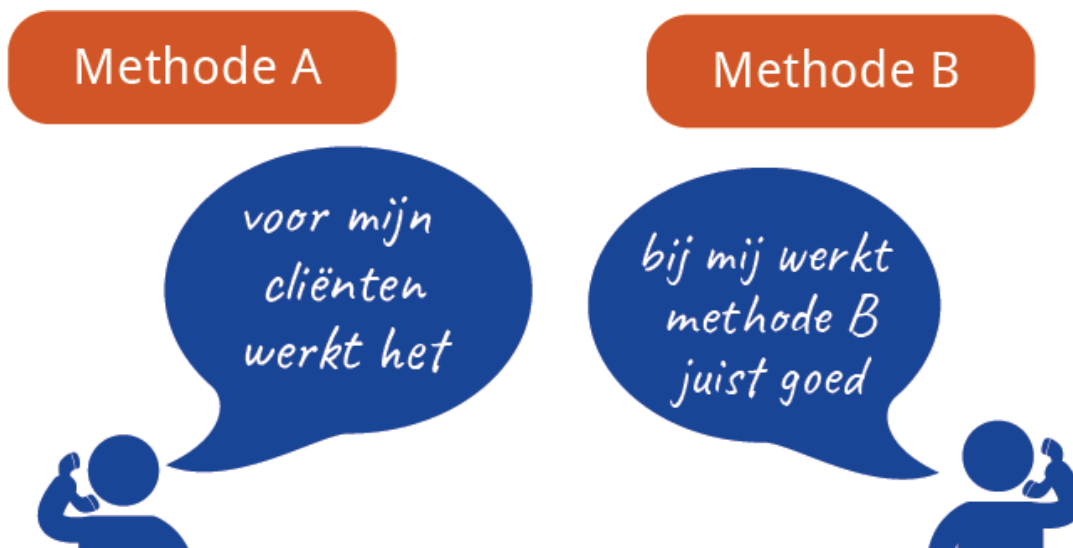 Methode A
Methode B
voor mijn
cliënten
werkt het
bij mij werkt
methode B
juist goed